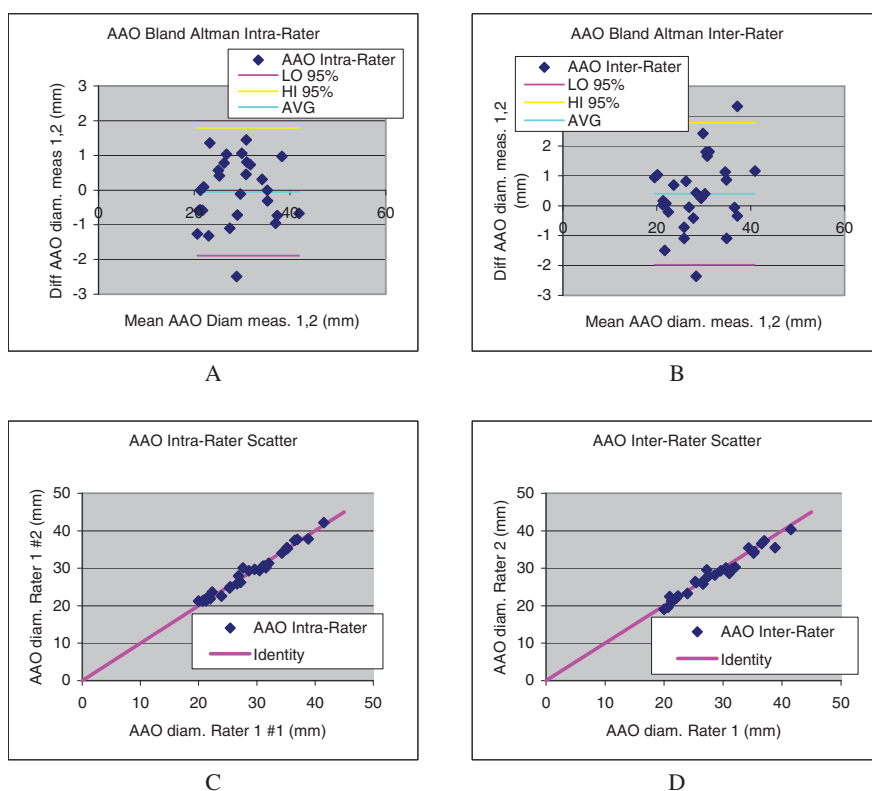 AAO Bland Altman Intra-Rater
AAO Intra-Rater
LO 95%
HI 95%
AVG
3
2
1
0
-1
-2
-3
0
20
40
60
Diff AAO diam. meas 1,2 (mm)
Mean AAO Diam meas. 1,2 (mm)
A
AAO Bland Altman Inter-Rater
AAO Inter-Rater
LO 95%
HI 95%
AVG
2
1
0
-1
-2
-3
0
20
40
60
Diff AAO diam. meas. 1,2
(mm)
Mean AAO diam. meas. 1,2 (mm)
B
AAO Intra-Rater Scatter
50
40
30
20
10
0
0
10
20
30
40
50
AAO Intra-Rater
Identity
AAO diam. Rater 1 #2 (mm)
AAO diam. Rater 1 #1 (mm)
C
AAO Inter-Rater Scatter
50
40
30
20
10
0
0
10
20
30
40
50
AAO Inter-Rater
Identity
AAO diam. Rater 2 (mm)
AAO diam. Rater 1 (mm)
D